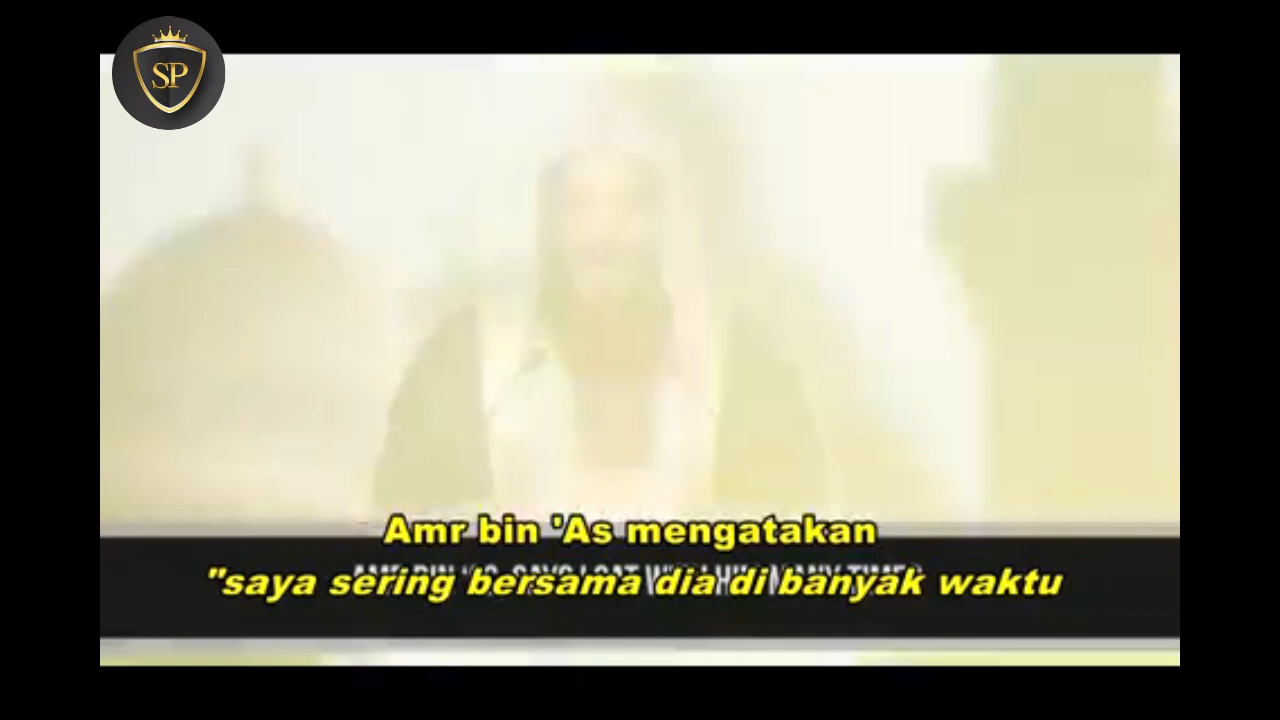 SP
Amr bin 'As mengatakan
"saya sering bersama dia di banyak waktu